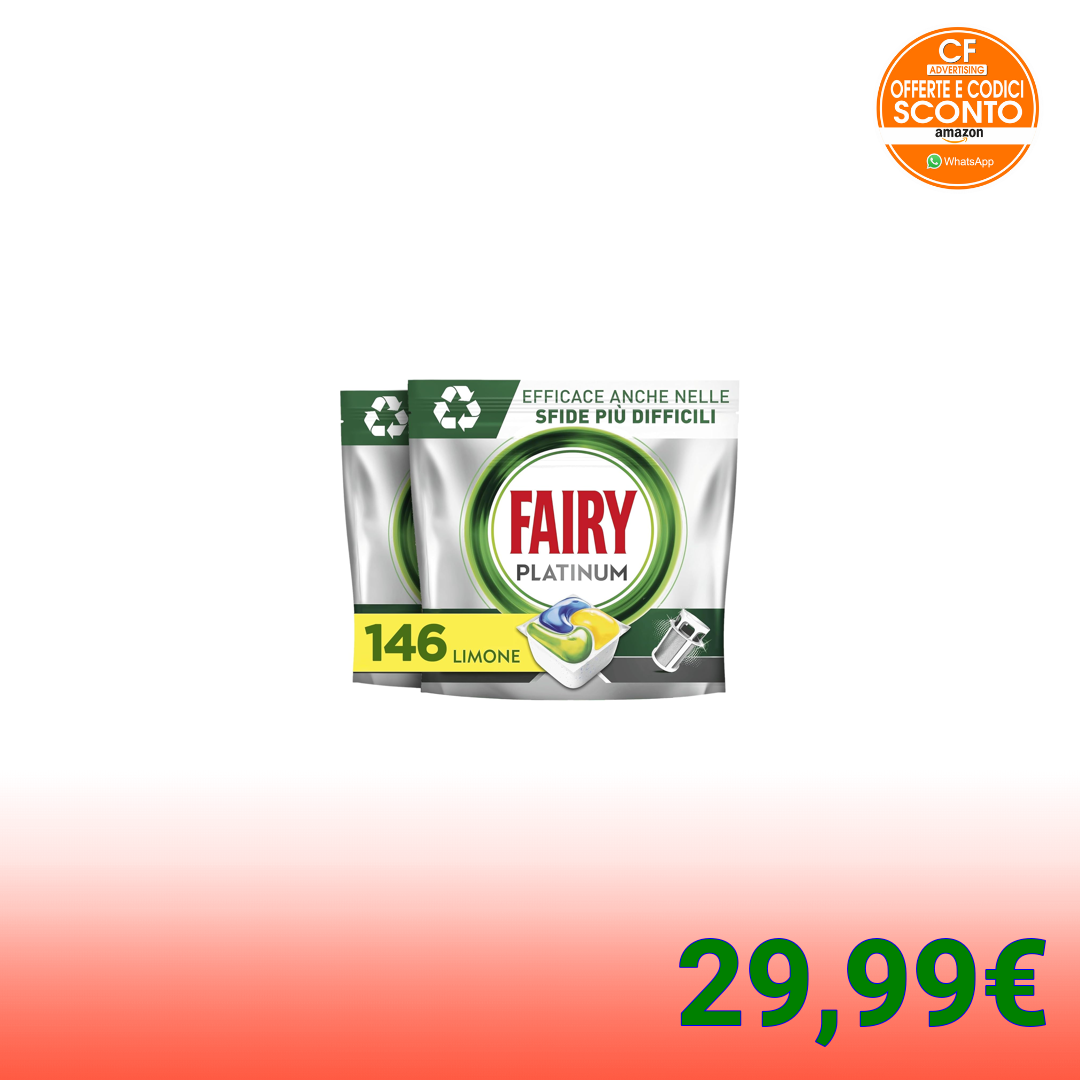 CF
ADVERTISING
OFFERTE E CODICI
SCONTO
amazon
WhatsApp
EFFICACE ANCHE NELLE
SFIDE PIÙ DIFFICILI
FAIRY
PLATINUM
146 LIMONE
29,99€